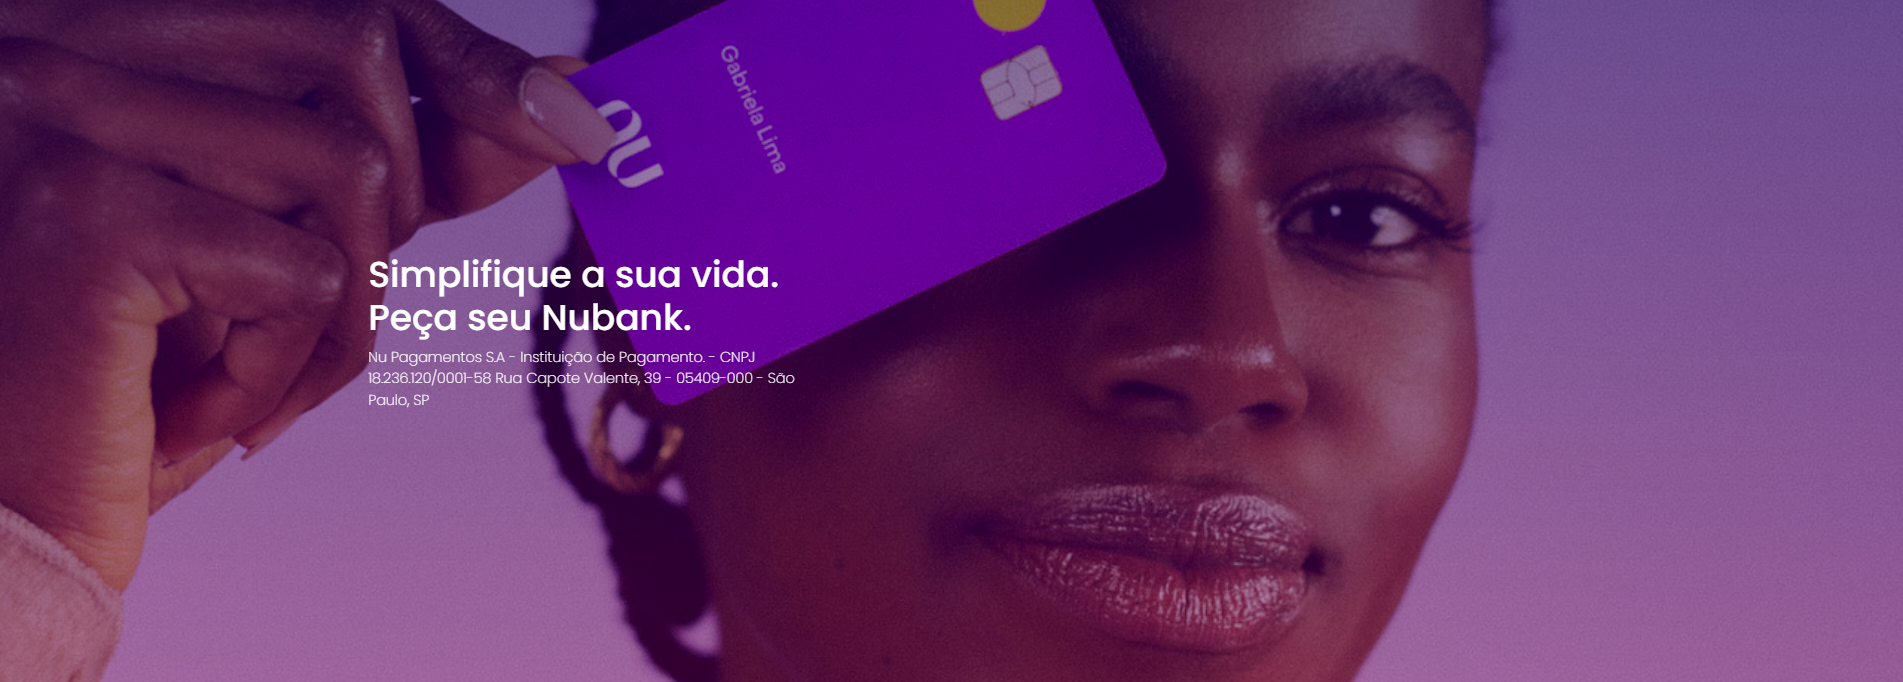 nu
Gabriela Lima
Simplifique a sua vida.
Peça seu Nubank.
Nu Pagamentos S.A - Instituição de Pagamento. - CNPJ
18.236.120/0001-58 Rua Capote Valente, 39 - 05409-000 - São
Paulo, SP